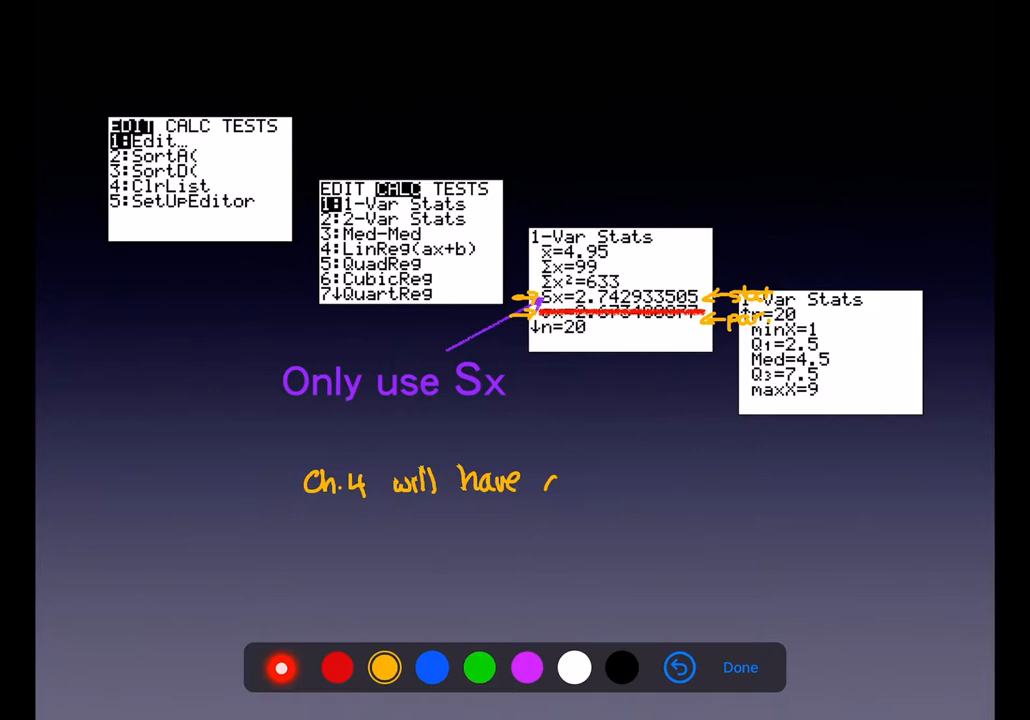 EDIT CALC TESTS
1:Edit…
2:SortA(
3:SortD(
4:ClrList
5:SetUpEditor
EDIT CALC TESTS
1:1-Var Stats
2:2-Var Stats
3:Med-Med
4:LinReg(ax+b)
5:QuadReg
6:CubicReg
7↓QuartReg
1-Var Stats
x̄=4.95
Σx=99
Σx²=633
Sx=2.742933505
↓n=20
1-Var Stats
↑n=20
minX=1
Q₁=2.5
Med=4.5
Q₃=7.5
maxX=9
Only use Sx
Ch.4 will have
Done